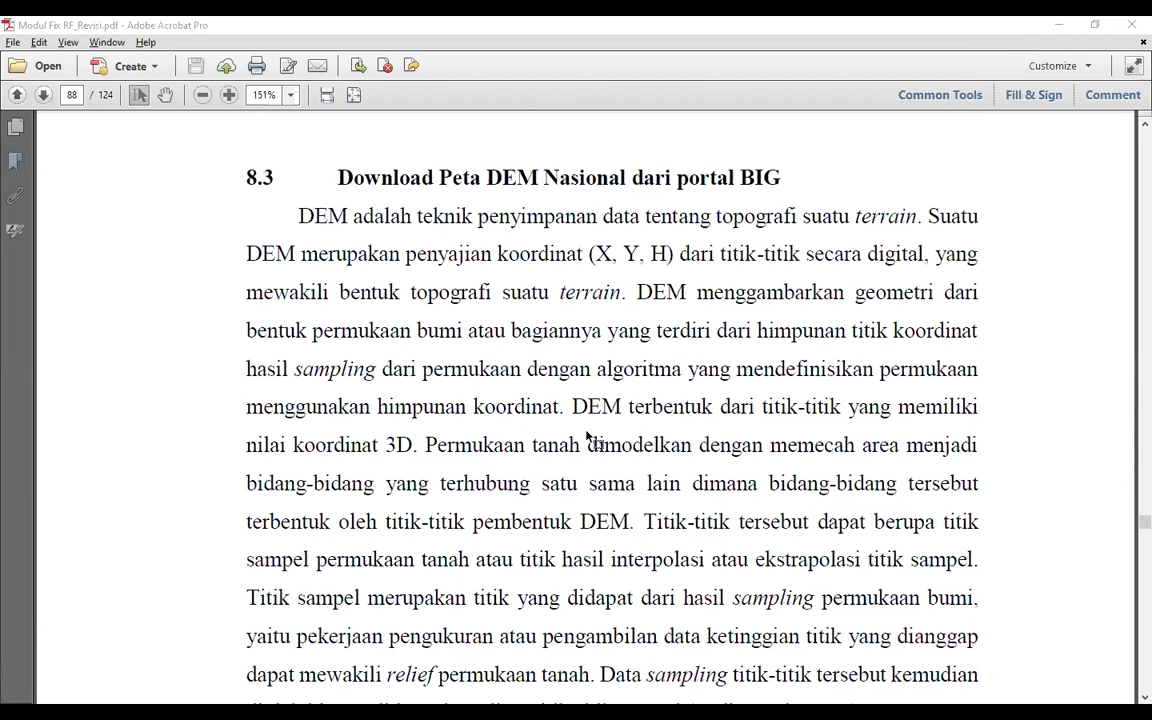 Modul Fix RF_Revisi.pdf - Adobe Acrobat Pro
File Edit View Window Help
Open Create Customize
88 / 124 151% Common Tools Fill & Sign Comment
8.3 Download Peta DEM Nasional dari portal BIG
DEM adalah teknik penyimpanan data tentang topografi suatu terrain. Suatu
DEM merupakan penyajian koordinat (X, Y, H) dari titik-titik secara digital, yang
mewakili bentuk topografi suatu terrain. DEM menggambarkan geometri dari
bentuk permukaan bumi atau bagiannya yang terdiri dari himpunan titik koordinat
hasil sampling dari permukaan dengan algoritma yang mendefinisikan permukaan
menggunakan himpunan koordinat. DEM terbentuk dari titik-titik yang memiliki
nilai koordinat 3D. Permukaan tanah dimodelkan dengan memecah area menjadi
bidang-bidang yang terhubung satu sama lain dimana bidang-bidang tersebut
terbentuk oleh titik-titik pembentuk DEM. Titik-titik tersebut dapat berupa titik
sampel permukaan tanah atau titik hasil interpolasi atau ekstrapolasi titik sampel.
Titik sampel merupakan titik yang didapat dari hasil sampling permukaan bumi,
yaitu pekerjaan pengukuran atau pengambilan data ketinggian titik yang dianggap
dapat mewakili relief permukaan tanah. Data sampling titik-titik tersebut kemudian